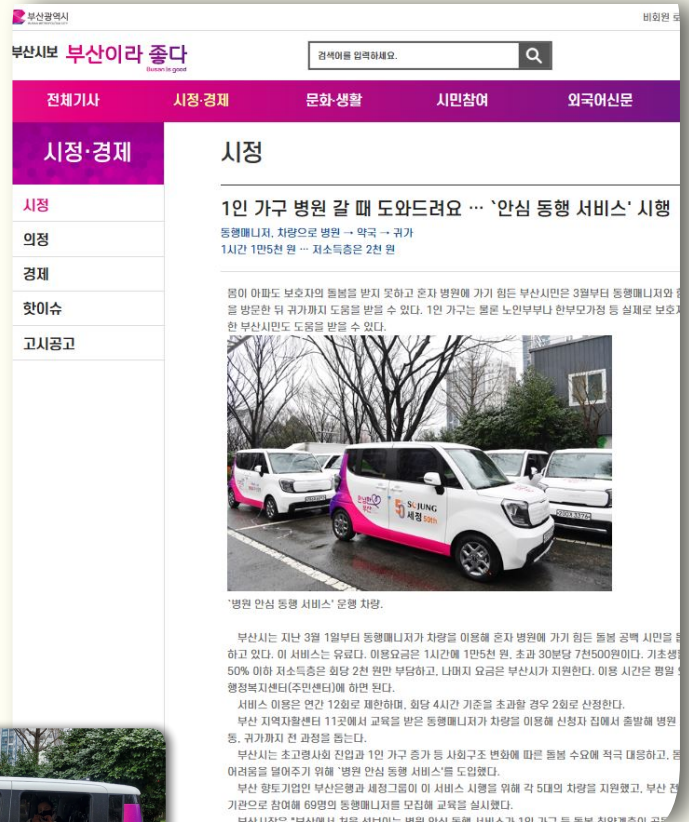 부산광역시
비회원 로
부산시보 부산이라 좋다
Busan is good
검색어를 입력하세요.
전체기사 시정·경제 문화·생활 시민참여 외국어신문
시정·경제
시정
의정
경제
핫이슈
고시공고
시정
1인 가구 병원 갈 때 도와드려요 … `안심 동행 서비스' 시행
동행매니저, 차량으로 병원 → 약국 → 귀가
1시간 1만5천 원 … 저소득층은 2천 원
몸이 아파도 보호자의 돌봄을 받지 못하고 혼자 병원에 가기 힘든 부산시민은 3월부터 동행매니저와
을 방문한 뒤 귀가까지 도움을 받을 수 있다. 1인 가구는 물론 노인부부나 한부모가정 등 실제로 보호자
한 부산시민도 도움을 받을 수 있다.
SEJUNG
세정 50th
`병원 안심 동행 서비스' 운행 차량.
부산시는 지난 3월 1일부터 동행매니저가 차량을 이용해 혼자 병원에 가기 힘든 돌봄 공백 시민을
하고 있다. 이 서비스는 유료다. 이용요금은 1시간에 1만5천 원, 초과 30분당 7천500원이다. 기초생
50% 이하 저소득층은 회당 2천 원만 부담하고, 나머지 요금은 부산시가 지원한다. 이용 시간은 평일
행정복지센터(주민센터)에 하면 된다.
서비스 이용은 연간 12회로 제한하며, 회당 4시간 기준을 초과할 경우 2회로 산정한다.
부산 지역자활센터 11곳에서 교육을 받은 동행매니저가 차량을 이용해 신청자 집에서 출발해 병원
동, 귀가까지 전 과정을 돕는다.
부산시는 초고령사회 진입과 1인 가구 증가 등 사회구조 변화에 따른 돌봄 수요에 적극 대응하고,
어려움을 덜어주기 위해 `병원 안심 동행 서비스'를 도입했다.
부산 향토기업인 부산은행과 세정그룹이 이 서비스 시행을 위해 각 5대의 차량을 지원했고, 부산
기관으로 참여해 69명의 동행매니저를 모집해 교육을 실시했다.